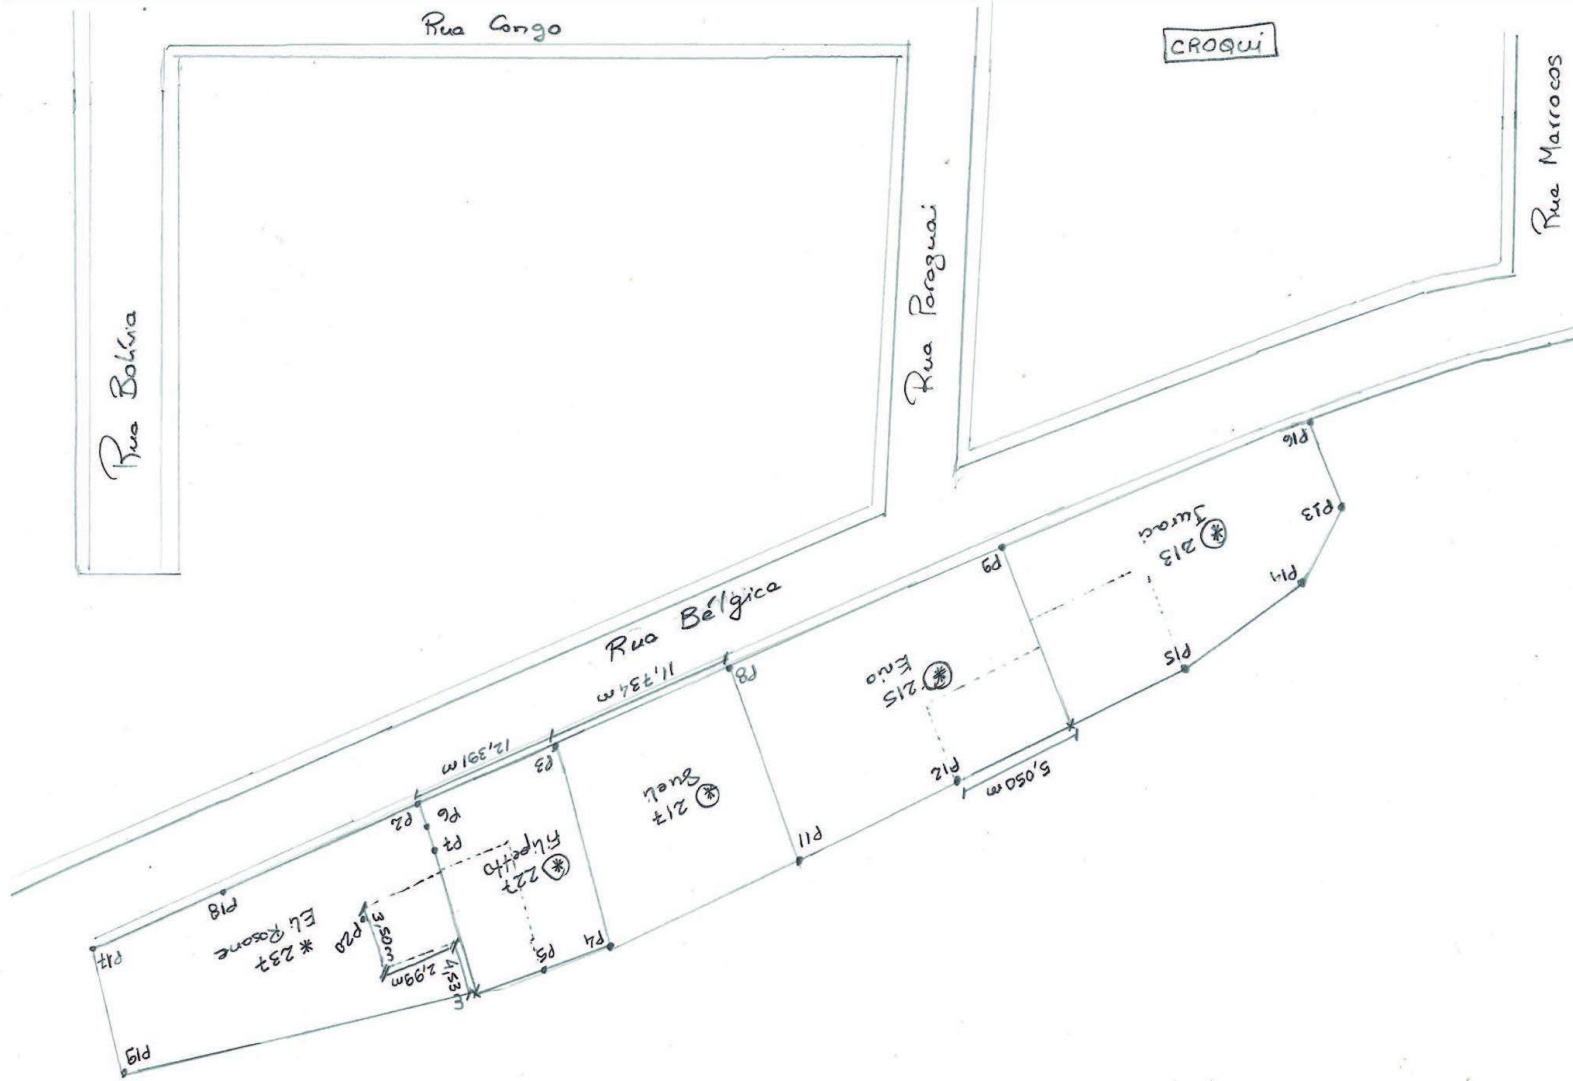 Rua Congo
CROQUI
Rua Marrocos
Rua Bolívia
Rua Paraguai
Rua Bélgica
P16
P13
P14
P15
* 213
Juraci
P9
* 215
Enio
P12
5,050m
P8
11,734m
12,391m
P3
* 217
Sueli
P11
P2
P6
P7
* 227
Filipetto
P4
P5
P18
P17
* 237
Eli Rosane
P20
3,50m
2,99m
4,53m
P19